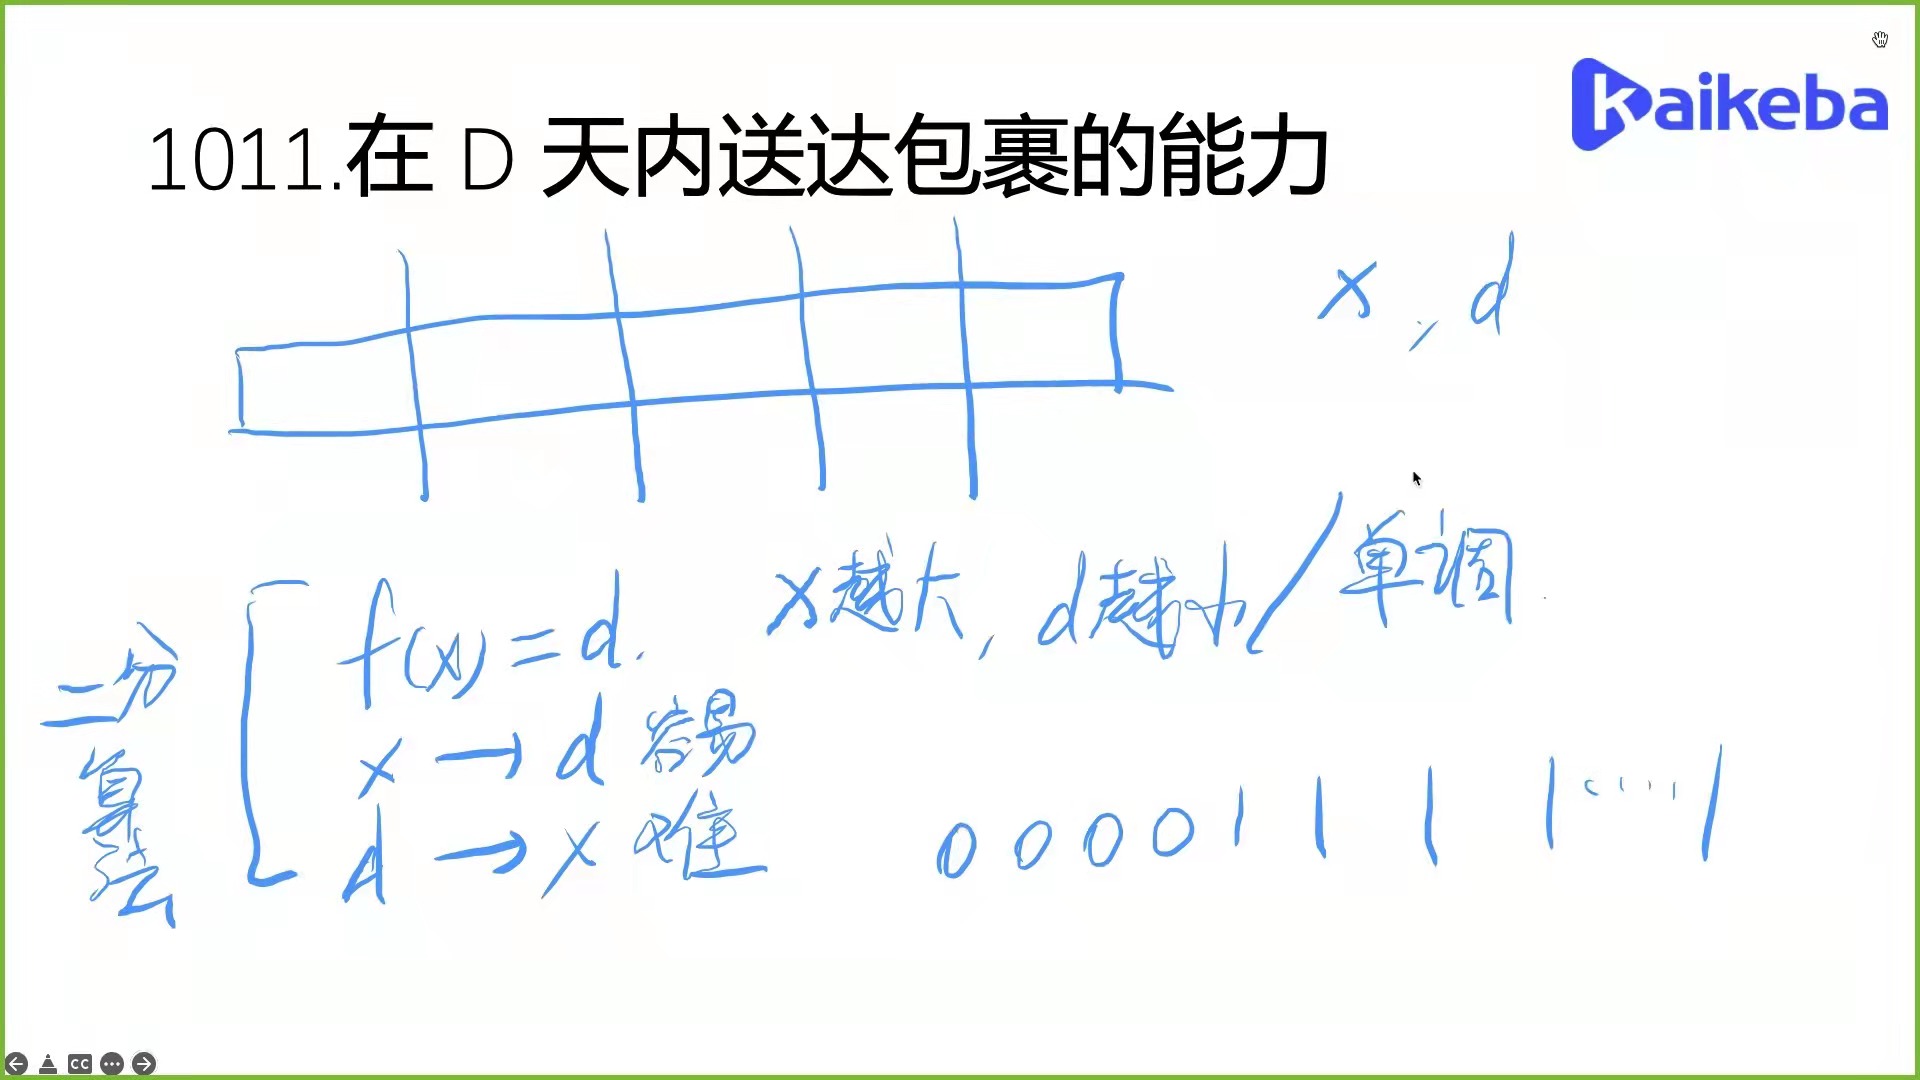 kaikeba
1011.在 D 天内送达包裹的能力
x, d
x越大, d越小/单调
二分算法
f(x)=d.
x→d 容易
d→x 难
0 0 0 0 1 1 1 1 .... 1
CC